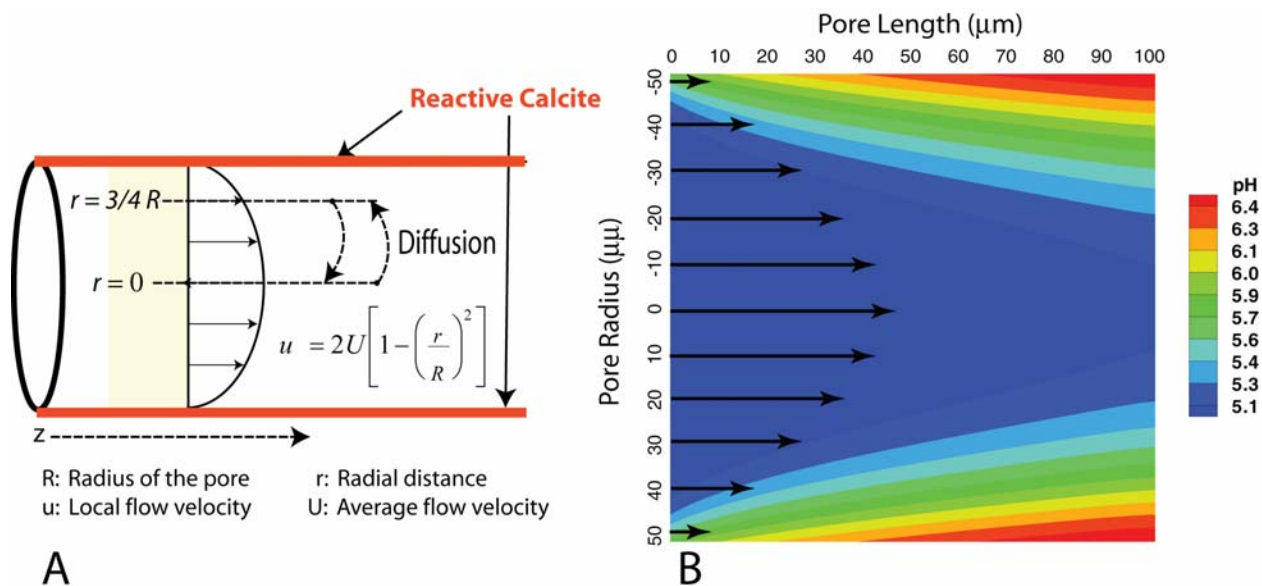 Reactive Calcite
r = 3/4 R
Diffusion
r = 0
u = 2U[1-(r/R)^2]
z
R: Radius of the pore
r: Radial distance
u: Local flow velocity
U: Average flow velocity
A
Pore Length (μm)
0 10 20 30 40 50 60 70 80 90 100
Pore Radius (μμ)
-50
-40
-30
-20
-10
0
10
20
30
40
50
pH
6.4
6.3
6.1
6.0
5.9
5.7
5.6
5.4
5.3
5.1
B